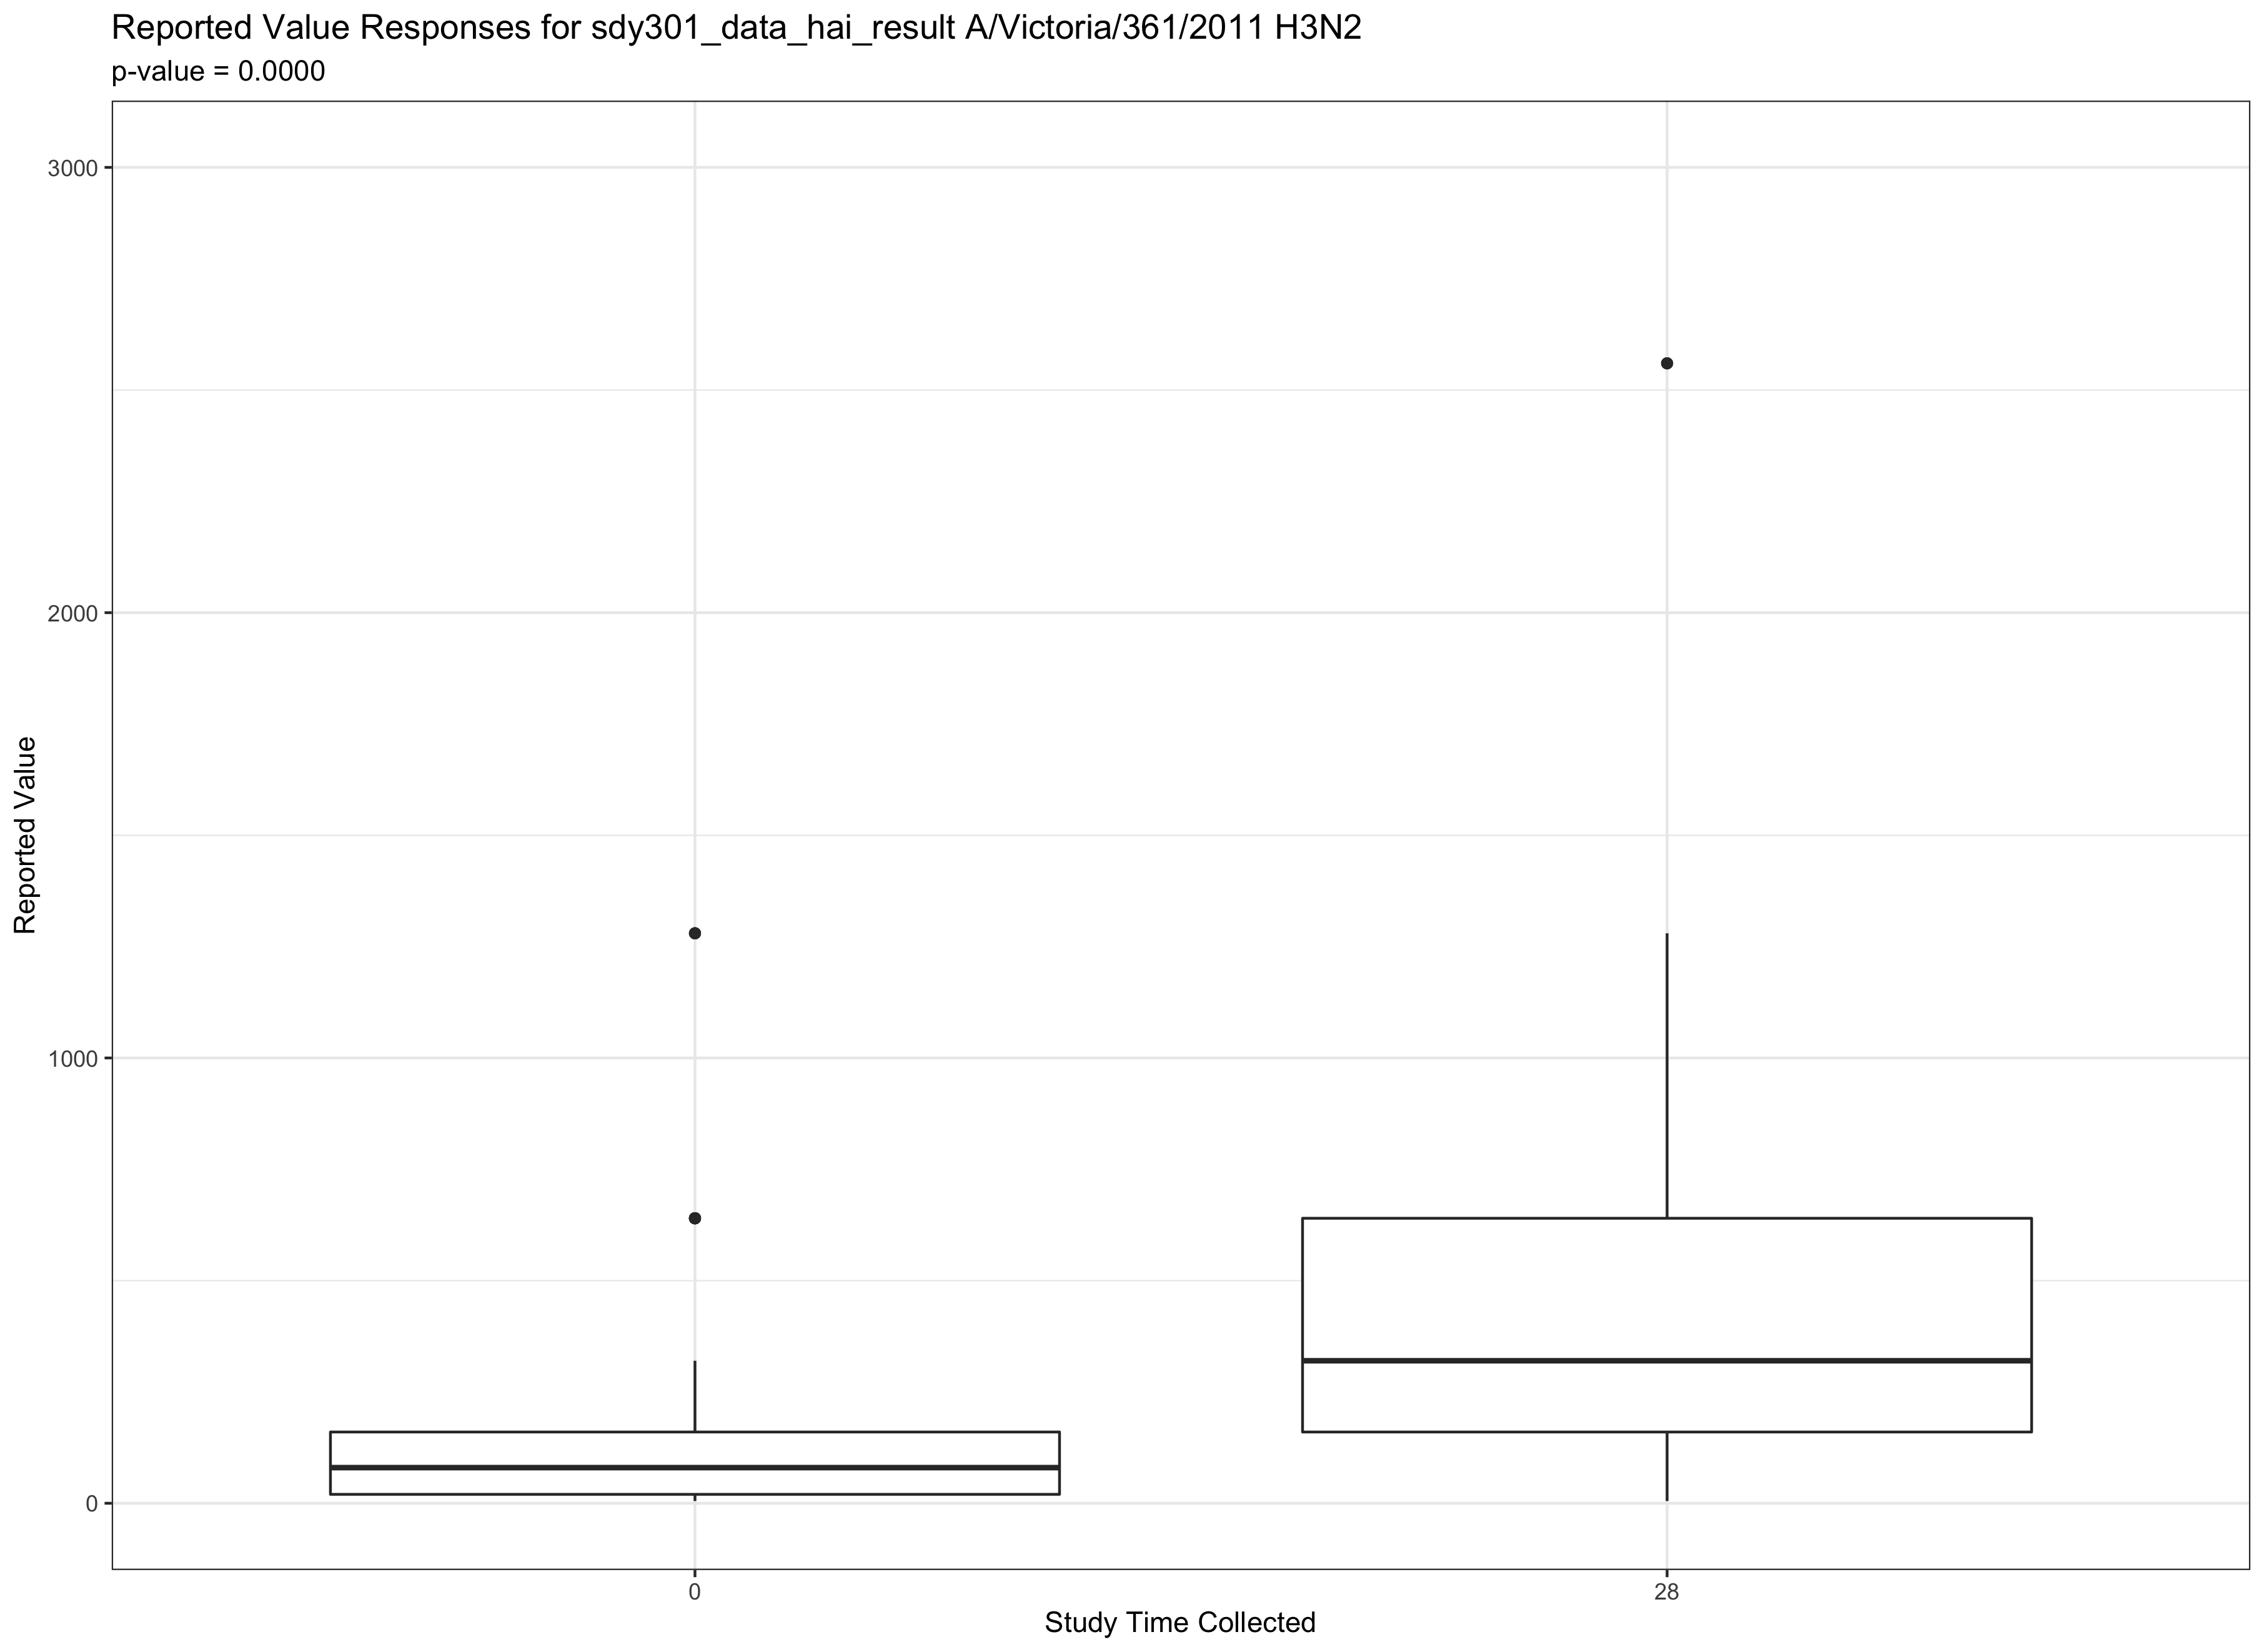 Reported Value Responses for sdy301_data_hai_result A/Victoria/361/2011 H3N2
p-value = 0.0000
3000
2000
1000
0
Reported Value
0
28
Study Time Collected